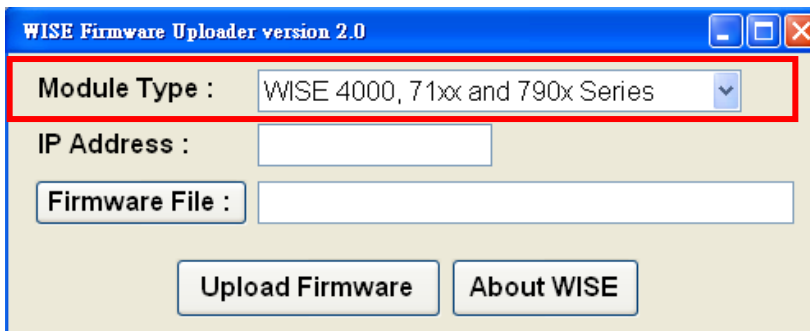 WISE Firmware Uploader version 2.0
Module Type : WISE 4000, 71xx and 790x Series
IP Address :
Firmware File :
Upload Firmware About WISE